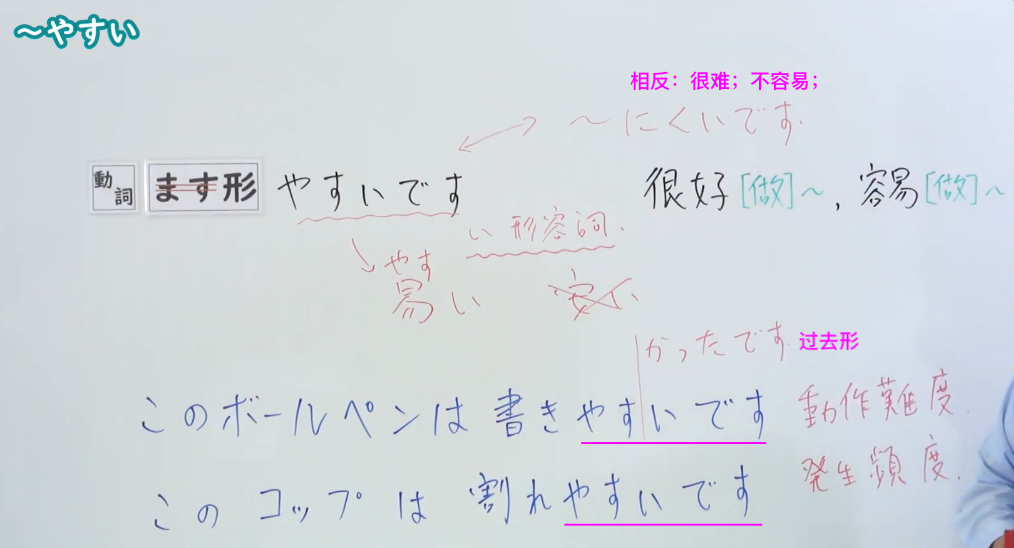 ~やすい
相反：很难；不容易；
~にくいです.
動詞 ます形 やすいです 很好[做]~，容易[做]~
い形容詞.
やす
易い 安い
かったです. 过去形
このボールペンは書きやすいです 動作難度.
このコップは割れやすいです 発生頻度.